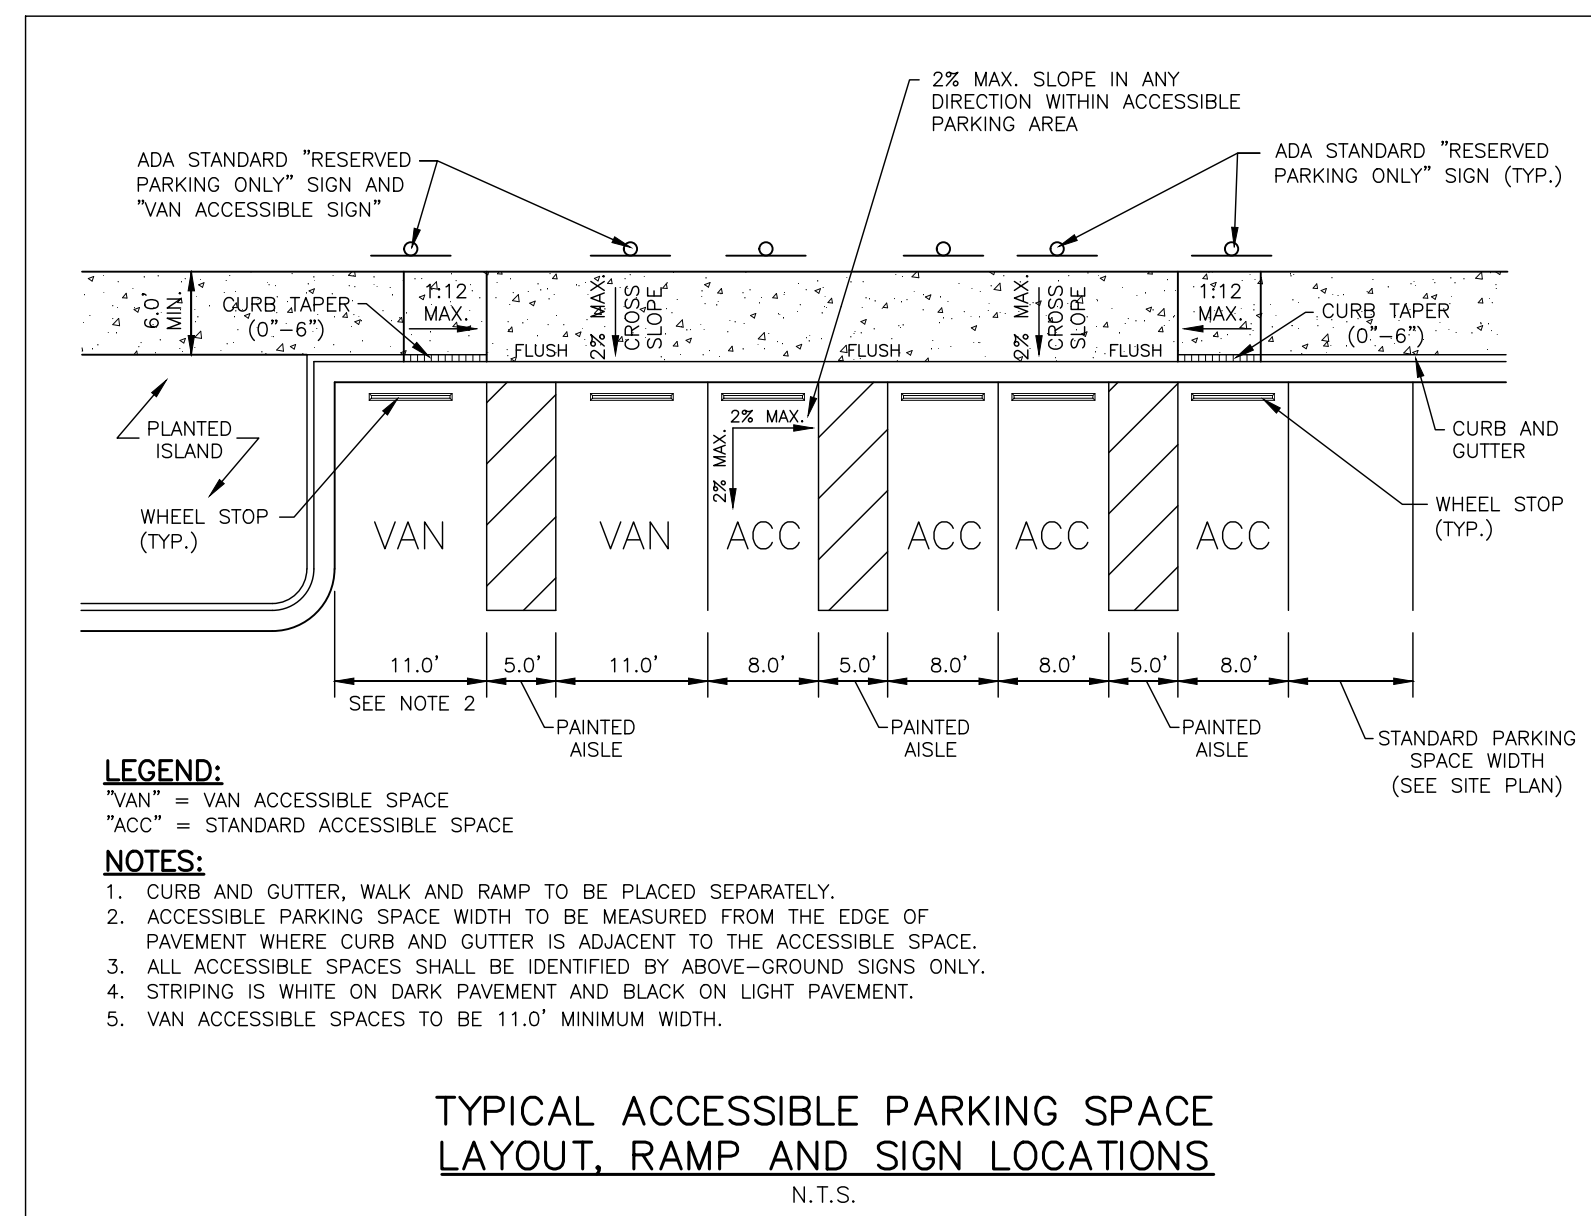 2% MAX. SLOPE IN ANY
DIRECTION WITHIN ACCESSIBLE
PARKING AREA
ADA STANDARD "RESERVED
PARKING ONLY" SIGN AND
"VAN ACCESSIBLE SIGN"
ADA STANDARD "RESERVED
PARKING ONLY" SIGN (TYP.)
6.0'
MIN.
CURB TAPER
(0"-6")
1:12
MAX.
FLUSH
2% MAX.
CROSS
SLOPE
FLUSH
2% MAX.
CROSS
SLOPE
FLUSH
1:12
MAX.
CURB TAPER
(0"-6")
PLANTED
ISLAND
WHEEL STOP
(TYP.)
2% MAX.
2% MAX.
CURB AND
GUTTER
WHEEL STOP
(TYP.)
VAN
VAN
ACC
ACC
ACC
ACC
11.0'
5.0'
11.0'
8.0'
5.0'
8.0'
8.0'
5.0'
8.0'
SEE NOTE 2
PAINTED
AISLE
PAINTED
AISLE
PAINTED
AISLE
STANDARD PARKING
SPACE WIDTH
(SEE SITE PLAN)
LEGEND:
"VAN" = VAN ACCESSIBLE SPACE
"ACC" = STANDARD ACCESSIBLE SPACE
NOTES:
1. CURB AND GUTTER, WALK AND RAMP TO BE PLACED SEPARATELY.
2. ACCESSIBLE PARKING SPACE WIDTH TO BE MEASURED FROM THE EDGE OF
PAVEMENT WHERE CURB AND GUTTER IS ADJACENT TO THE ACCESSIBLE SPACE.
3. ALL ACCESSIBLE SPACES SHALL BE IDENTIFIED BY ABOVE-GROUND SIGNS ONLY.
4. STRIPING IS WHITE ON DARK PAVEMENT AND BLACK ON LIGHT PAVEMENT.
5. VAN ACCESSIBLE SPACES TO BE 11.0' MINIMUM WIDTH.
TYPICAL ACCESSIBLE PARKING SPACE
LAYOUT, RAMP AND SIGN LOCATIONS
N.T.S.